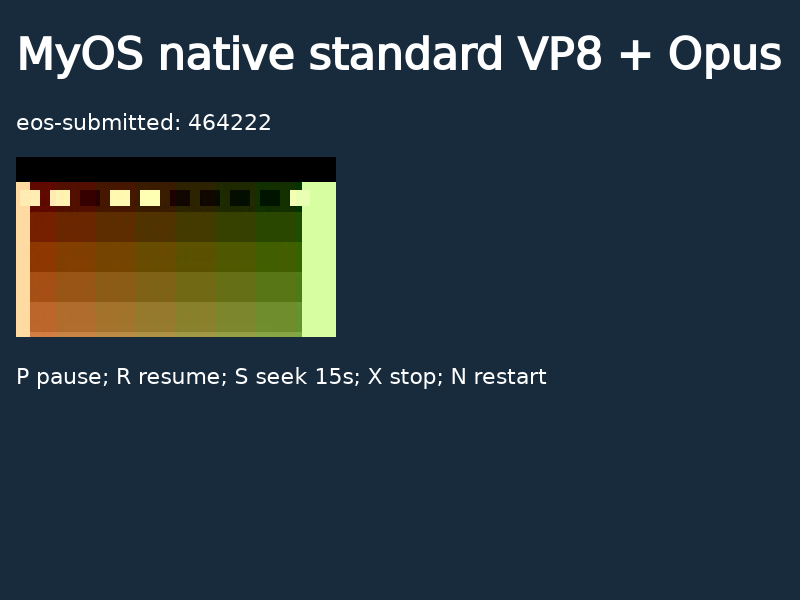 MyOS native standard VP8 + Opus
eos-submitted: 464222
P pause; R resume; S seek 15s; X stop; N restart